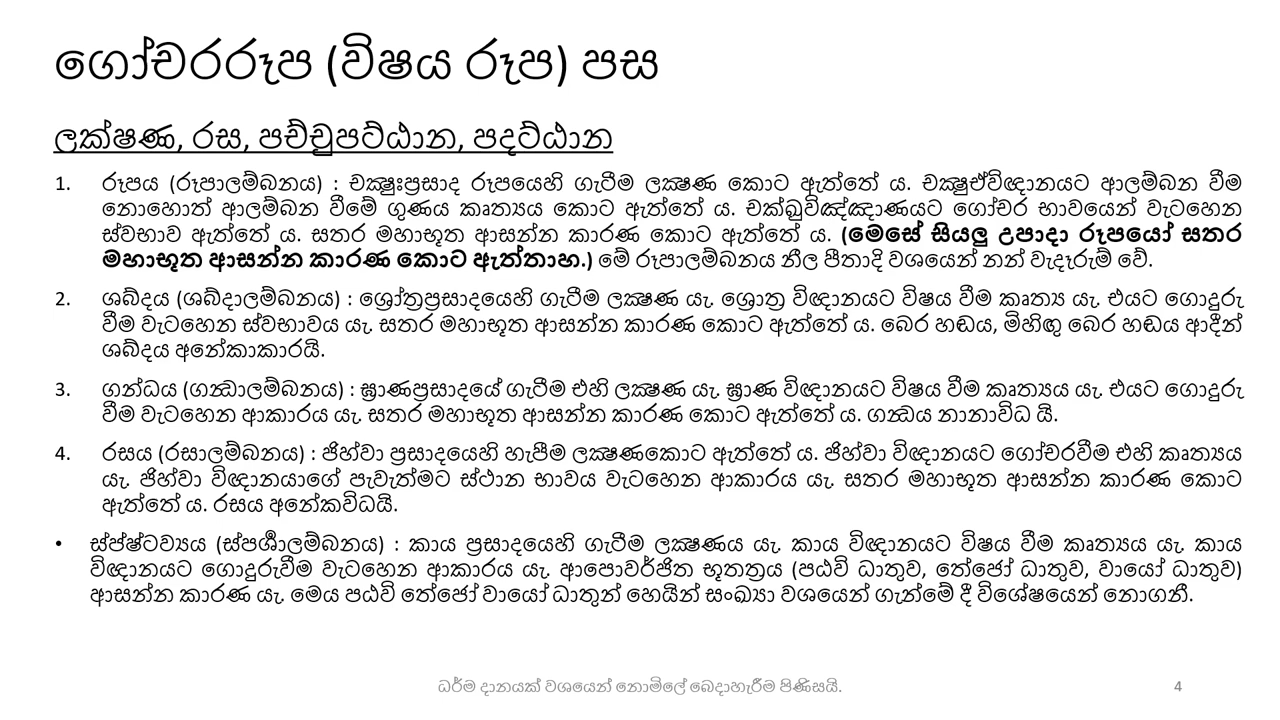 ගෝචරරූප (විෂය රූප) පස
ලක්ෂණ, රස, පච්චුපට්ඨාන, පදට්ඨාන
1. රූපය (රූපාලම්බනය) : චක්‍ෂුඃප්‍රසාද රූපයෙහි ගැටීම ලක්‍ෂණ කොට ඇත්තේ ය. චක්‍ෂුඒවිඥානයට ආලම්බන වීම
නොහොත් ආලම්බන වීමේ ගුණය කෘත්‍යය කොට ඇත්තේ ය. චක්ඛුවිඤ්ඤාණයට ගෝචර භාවයෙන් වැටහෙන
ස්වභාව ඇත්තේ ය. සතර මහාභූත ආසන්න කාරණ කොට ඇත්තේ ය. (මෙසේ සියලු උපාදා රූපයෝ සතර
මහාභූත ආසන්න කාරණ කොට ඇත්තාහ.) මේ රූපාලම්බනය නීල පීතාදි වශයෙන් නන් වැදෑරුම් වේ.
2. ශබ්දය (ශබ්දාලම්බනය) : ශ්‍රෝත්‍රප්‍රසාදයෙහි ගැටීම ලක්‍ෂණ යැ. ශ්‍රොත්‍ර විඥානයට විෂය වීම කෘත්‍ය යැ. එයට ගොදුරු
වීම වැටහෙන ස්වභාවය යැ. සතර මහාභූත ආසන්න කාරණ කොට ඇත්තේ ය. බෙර හඬය, මිහිඟු බෙර හඬය ආදීන්
ශබ්දය අනේකාකාරයි.
3. ගන්ධය (ගන්‍ධාලම්බනය) : ඝ්‍රාණප්‍රසාදයේ ගැටීම එහි ලක්‍ෂණ යැ. ඝ්‍රාණ විඥානයට විෂය වීම කෘත්‍යය යැ. එයට ගොදුරු
වීම වැටහෙන ආකාරය යැ. සතර මහාභූත ආසන්න කාරණ කොට ඇත්තේ ය. ගන්‍ධය නානාවිධ යි.
4. රසය (රසාලම්බනය) : ජිහ්වා ප්‍රසාදයෙහි හැපීම ලක්‍ෂණකොට ඇත්තේ ය. ජිහ්වා විඥානයට ගෝචරවීම එහි කෘත්‍යය
යැ. ජිහ්වා විඥානයාගේ පැවැත්මට ස්ථාන භාවය වැටහෙන ආකාරය යැ. සතර මහාභූත ආසන්න කාරණ කොට
ඇත්තේ ය. රසය අනේකවිධයි.
• ස්ප්ෂ්ටව්‍යය (ස්පර්‍ශාලම්බනය) : කාය ප්‍රසාදයෙහි ගැටීම ලක්‍ෂණය යැ. කාය විඥානයට විෂය වීම කෘත්‍යය යැ. කාය
විඥානයට ගොදුරුවීම වැටහෙන ආකාරය යැ. ආපොවර්ජිත භූතත්‍රය (පඨවි ධාතුව, තේජෝ ධාතුව, වායෝ ධාතුව)
ආසන්න කාරණ යැ. මෙය පඨවි තේජෝ වායෝ ධාතූන් හෙයින් සංඛ්‍යා වශයෙන් ගැන්මේ දී විශේෂයෙන් නොගනී.
ධර්ම දානයක් වශයෙන් නොමිලේ බෙදාහැරීම පිණිසයි. 4